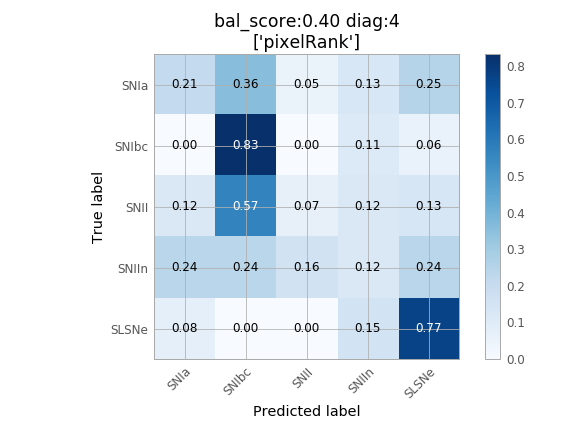 bal_score:0.40 diag:4
['pixelRank']
SNIa 0.21 0.36 0.05 0.13 0.25
SNIbc 0.00 0.83 0.00 0.11 0.06
SNII 0.12 0.57 0.07 0.12 0.13
SNIIn 0.24 0.24 0.16 0.12 0.24
SLSNe 0.08 0.00 0.00 0.15 0.77
SNIa SNIbc SNII SNIIn SLSNe
Predicted label
True label
0.8
0.7
0.6
0.5
0.4
0.3
0.2
0.1
0.0